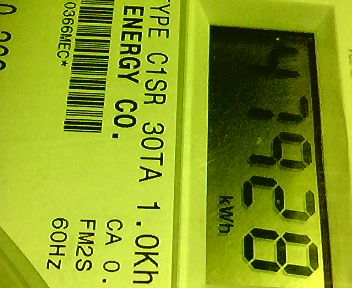 TYPE C1SR 30TA 1.0Kh
ENERGY CO.
CA 0.
FM2S
0366MEC*
60Hz
47928
kWh